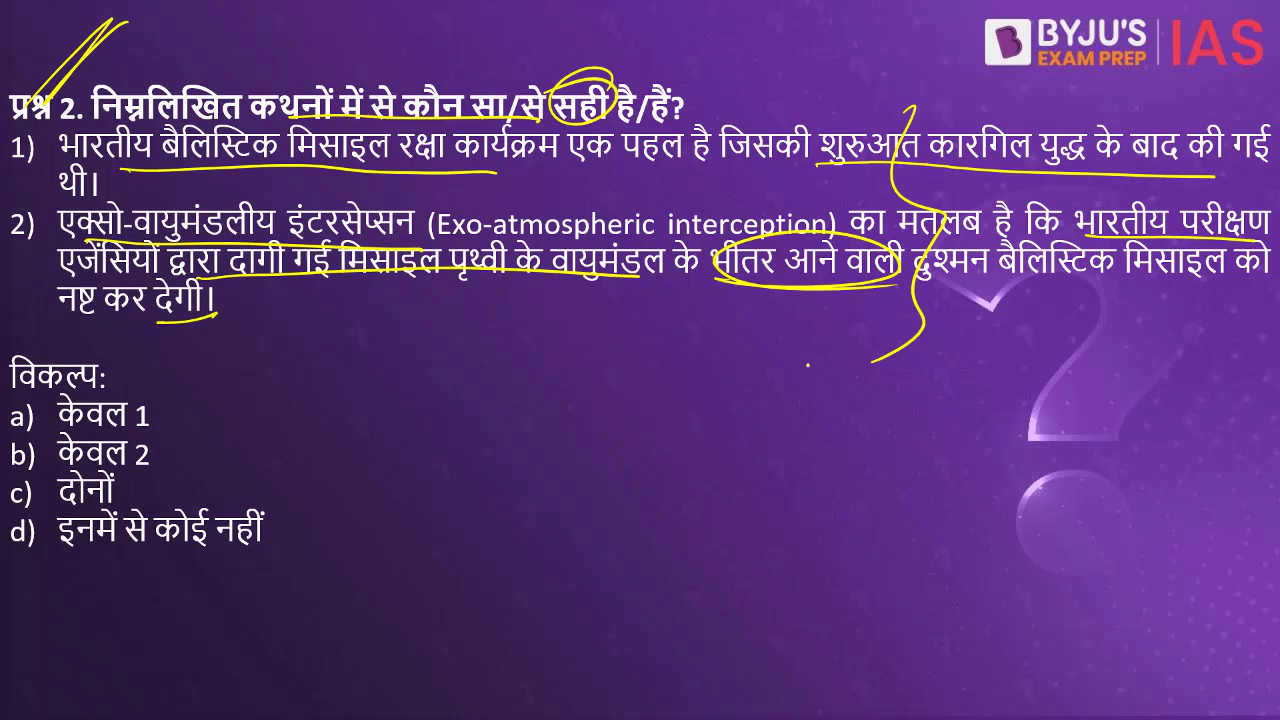 BYJU'S
EXAM PREP
IAS
प्रश्न 2. निम्नलिखित कथनों में से कौन सा/से सही है/हैं?
1) भारतीय बैलिस्टिक मिसाइल रक्षा कार्यक्रम एक पहल है जिसकी शुरुआत कारगिल युद्ध के बाद की गई
थी।
2) एक्सो-वायुमंडलीय इंटरसेप्सन (Exo-atmospheric interception) का मतलब है कि भारतीय परीक्षण
एजेंसियों द्वारा दागी गई मिसाइल पृथ्वी के वायुमंडल के भीतर आने वाली दुश्मन बैलिस्टिक मिसाइल को
नष्ट कर देगी।
विकल्प:
a) केवल 1
b) केवल 2
c) दोनों
d) इनमें से कोई नहीं